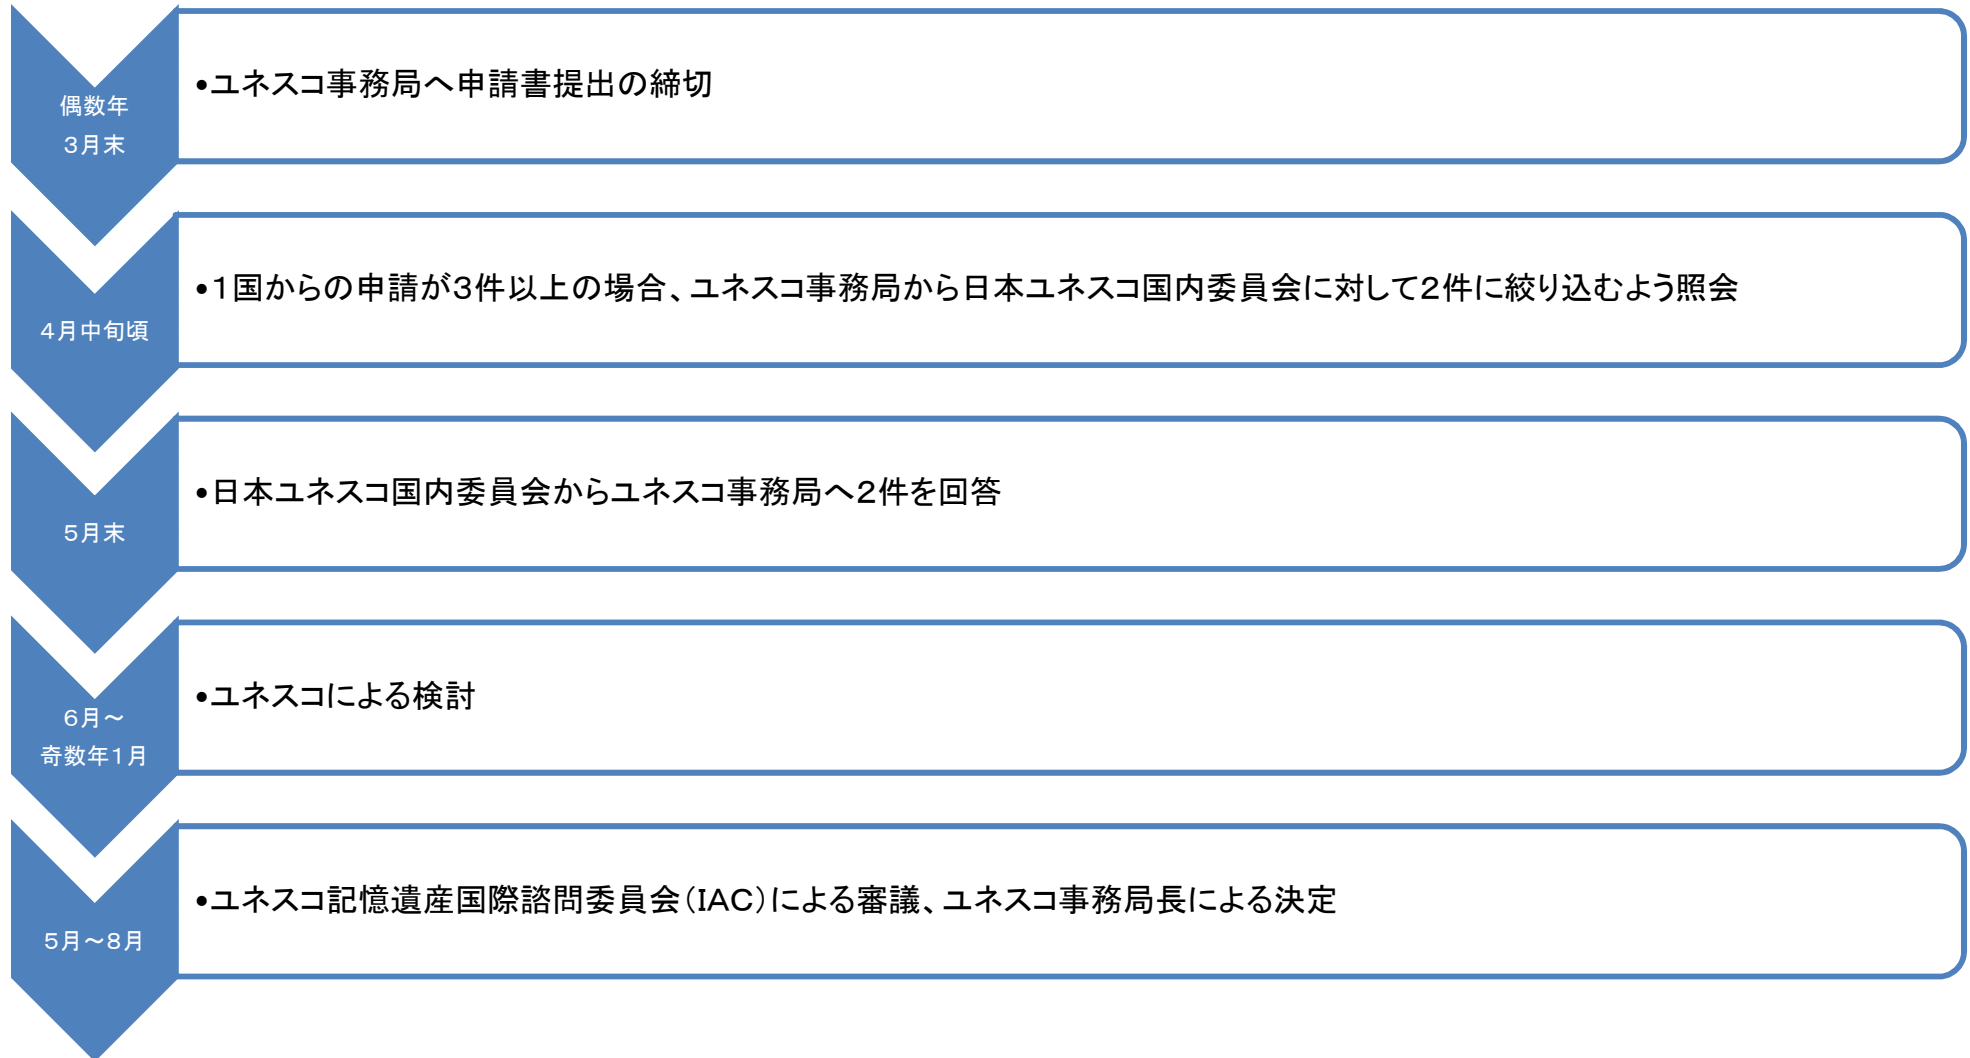 偶数年
３月末
•ユネスコ事務局へ申請書提出の締切
４月中旬頃
•１国からの申請が３件以上の場合、ユネスコ事務局から日本ユネスコ国内委員会に対して２件に絞り込むよう照会
５月末
•日本ユネスコ国内委員会からユネスコ事務局へ２件を回答
６月～
奇数年１月
•ユネスコによる検討
５月～８月
•ユネスコ記憶遺産国際諮問委員会（IAC）による審議、ユネスコ事務局長による決定